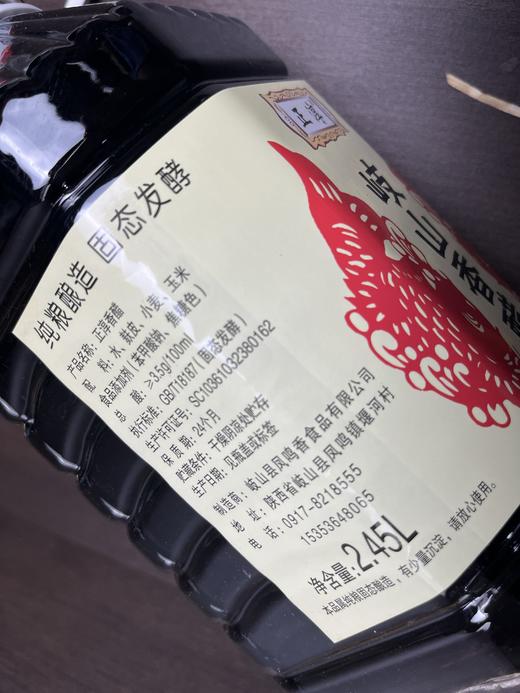 纯粮酿造 固态发酵
产品名称：正淳香醋
配　　料：水、麸皮、小麦、玉米
食品添加剂（苯甲酸钠、焦糖色）
总　　酸：≥3.5g/100ml
执行标准：GB/T18187（固态发酵）
生产许可证号：SC10361032380162
保 质 期：24个月
贮藏条件：干燥阴凉处贮存
生产日期：见瓶盖或标签
制造商：岐山县凤鸣香食品有限公司
地　址：陕西省岐山县凤鸣镇堰河村
电　话：0917-8218555
15353648065
净含量：2.45L
本品属纯粮固态酿造，有少量沉淀，请放心使用。
岐山香醋